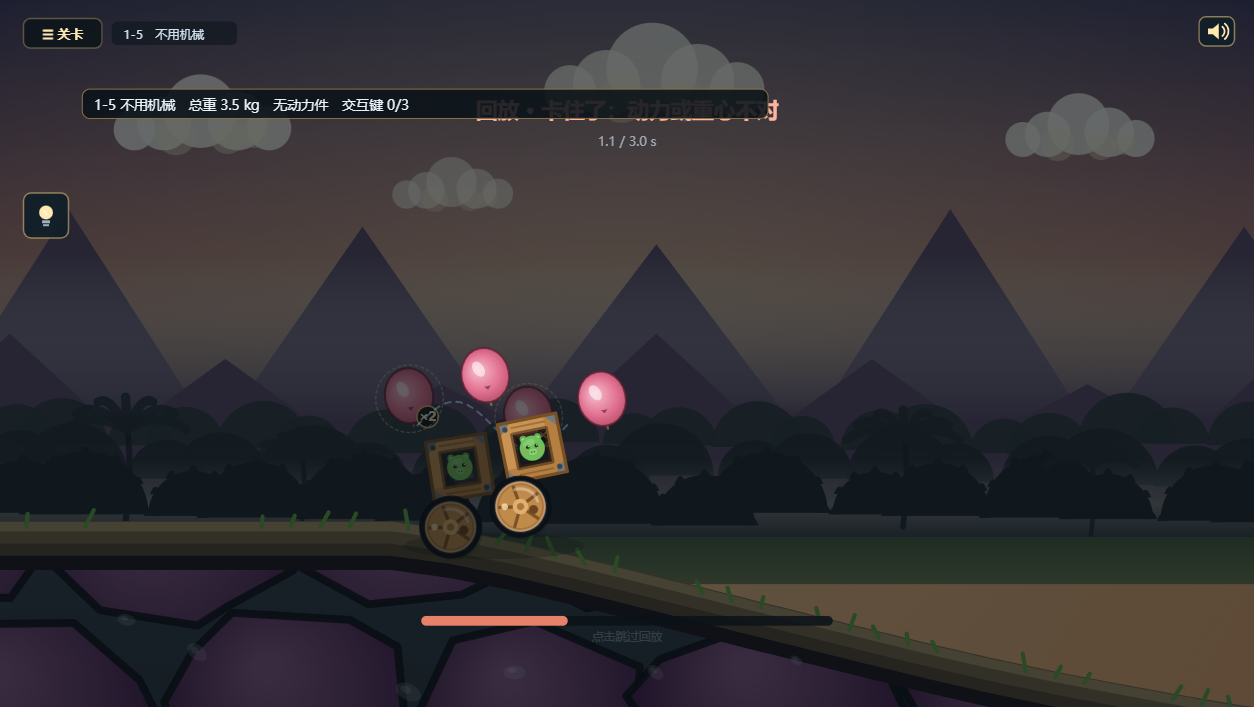 ☰ 关卡
1-5 不用机械
1-5 不用机械 总重 3.5 kg 无动力件 交互键 0/3
回放·卡住了：动力或重心不对
1.1 / 3.0 s
×2
点击跳过回放